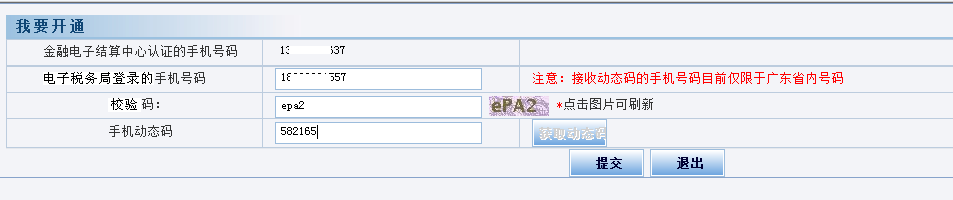 我要开通
金融电子结算中心认证的手机号码 13 537
电子税务局登录的手机号码 18 557 注意：接收动态码的手机号码目前仅限于广东省内号码
校验 码： epa2 ePA2 *点击图片可刷新
手机动态码 582165 获取动态码
提交 退出